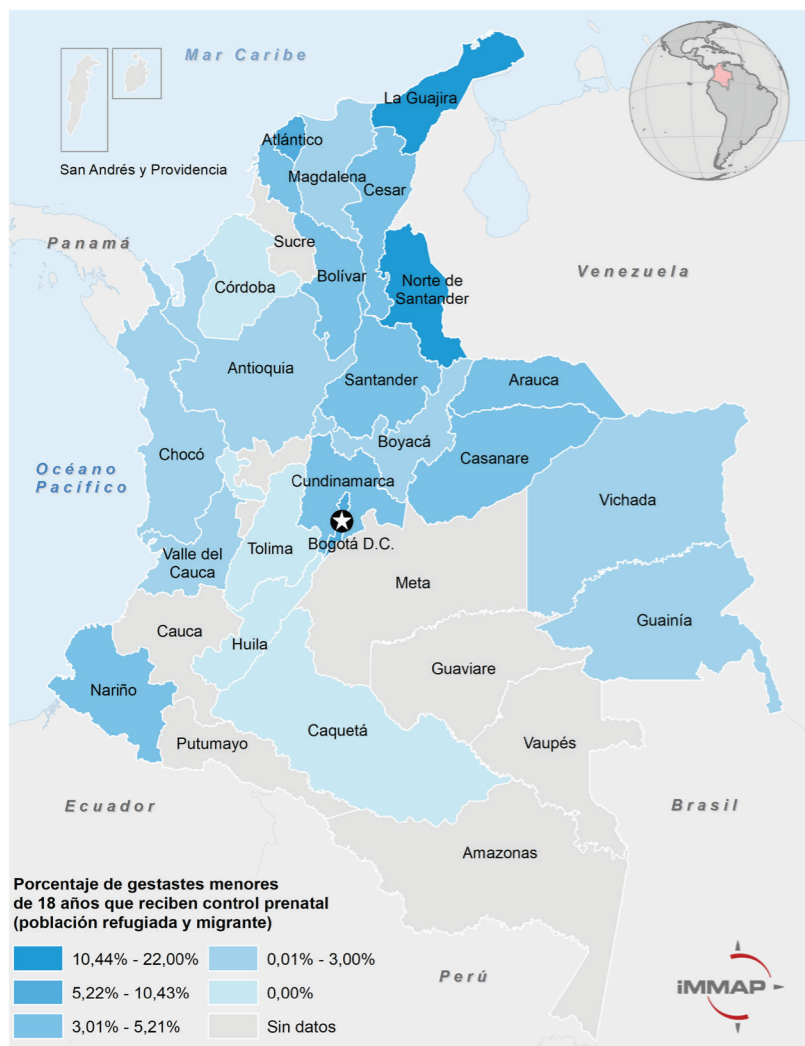 Mar Caribe
La Guajira
Atlántico
San Andrés y Providencia
Magdalena
Cesar
Panamá
Sucre
Venezuela
Córdoba
Bolívar
Norte de
Santander
Antioquia
Santander
Arauca
Boyacá
Chocó
Casanare
Océano
Pacífico
Cundinamarca
Vichada
Bogotá D.C.
Tolima
Valle del
Cauca
Meta
Guainía
Cauca
Huila
Guaviare
Nariño
Caquetá
Putumayo
Vaupés
Ecuador
Brasil
Amazonas
Porcentaje de gestastes menores
de 18 años que reciben control prenatal
(población refugiada y migrante)
10,44% - 22,00%
0,01% - 3,00%
5,22% - 10,43%
0,00%
3,01% - 5,21%
Sin datos
Perú
iMMAP